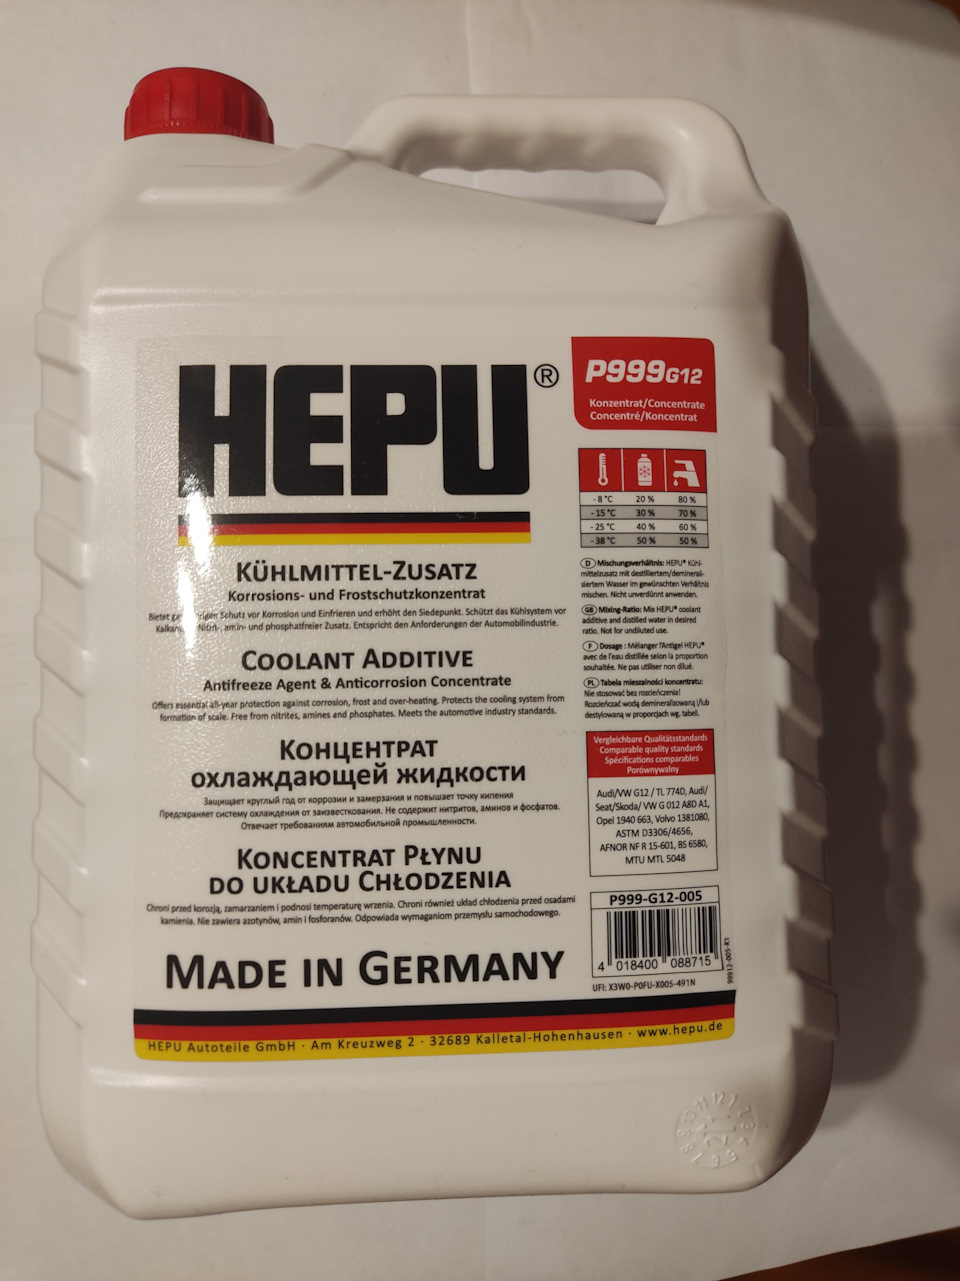 HEPU®
KÜHLMITTEL-ZUSATZ
Korrosions- und Frostschutzkonzentrat
Bietet Schutz vor Korrosion und Einfrieren und erhöht den Siedepunkt. Schützt das Kühlsystem vor
Nitrit-, amin- und phosphatfreier Zusatz. Entspricht den Anforderungen der Automobilindustrie.
COOLANT ADDITIVE
Antifreeze Agent & Anticorrosion Concentrate
Offers essential all-year protection against corrosion, frost and over-heating. Protects the cooling system from
formation of scale. Free from nitrites, amines and phosphates. Meets the automotive industry standards.
КОНЦЕНТРАТ
ОХЛАЖДАЮЩЕЙ ЖИДКОСТИ
Защищает круглый год от коррозии и замерзания и повышает точку кипения
Предохраняет систему охлаждения от заизвесткования. Не содержит нитритов, аминов и фосфатов.
Отвечает требованиям автомобильной промышленности.
KONCENTRAT PŁYNU
DO UKŁADU CHŁODZENIA
Chroni przed korozją, zamarzaniem i podnosi temperaturę wrzenia. Chroni również układ chłodzenia przed osadami
kamienia. Nie zawiera azotynów, amin i fosforanów. Odpowiada wymaganiom przemysłu samochodowego.
MADE IN GERMANY
P999G12
Konzentrat/Concentrate
Concentré/Koncentrat
- 8 °C 20 % 80 %
- 15 °C 30 % 70 %
- 25 °C 40 % 60 %
- 38 °C 50 % 50 %
D Mischungsverhältnis: HEPU® Kühl-
mittelzusatz mit destilliertem/deminerali-
siertem Wasser im gewünschten Verhältnis
mischen. Nicht unverdünnt anwenden.
GB Mixing-Ratio: Mix HEPU® coolant
additive and distilled water in desired
ratio. Not for undiluted use.
F Dosage : Mélanger l'Antigel HEPU®
avec de l'eau distillée selon la proportion
souhaitée. Ne pas utiliser non dilué.
PL Tabela mieszalności koncentratu:
Nie stosować bez rozcieńczenia!
Rozcieńczać wodą demineralizowaną i/lub
destylowaną w proporcjach wg. tabel.
Vergleichbare Qualitätsstandards
Comparable quality standards
Spécifications comparables
Porównywalny
Audi/VW G12 / TL 774D, Audi/
Seat/Skoda/ VW G 012 A8D A1,
Opel 1940 663, Volvo 1381080,
ASTM D3306/4656,
AFNOR NF R 15-601, BS 6580,
MTU MTL 5048
P999-G12-005
4 018400 088715
UFI: X3W0-P0FU-X005-491N
HEPU Autoteile GmbH · Am Kreuzweg 2 · 32689 Kalletal-Hohenhausen · www.hepu.de